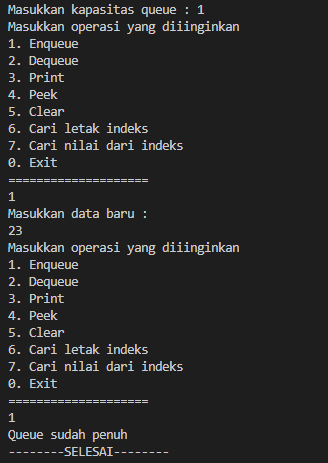 Masukkan kapasitas queue : 1
Masukkan operasi yang diiinginkan
1. Enqueue
2. Dequeue
3. Print
4. Peek
5. Clear
6. Cari letak indeks
7. Cari nilai dari indeks
0. Exit
====================
1
Masukkan data baru :
23
Masukkan operasi yang diiinginkan
1. Enqueue
2. Dequeue
3. Print
4. Peek
5. Clear
6. Cari letak indeks
7. Cari nilai dari indeks
0. Exit
====================
1
Queue sudah penuh
--------SELESAI--------